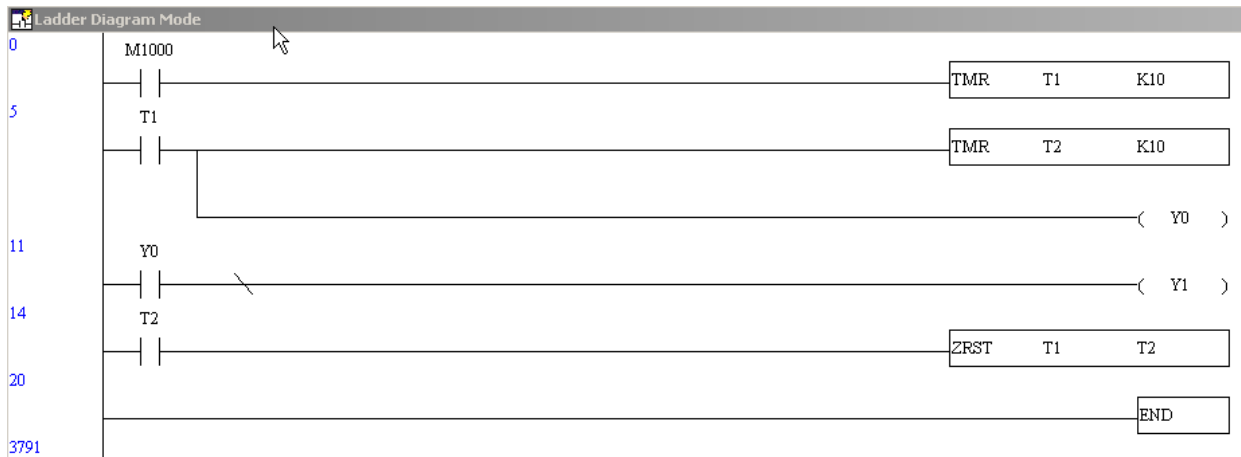 Ladder Diagram Mode
0
M1000
TMR T1 K10
5
T1
TMR T2 K10
( Y0 )
11
Y0
( Y1 )
14
T2
ZRST T1 T2
20
END
3791